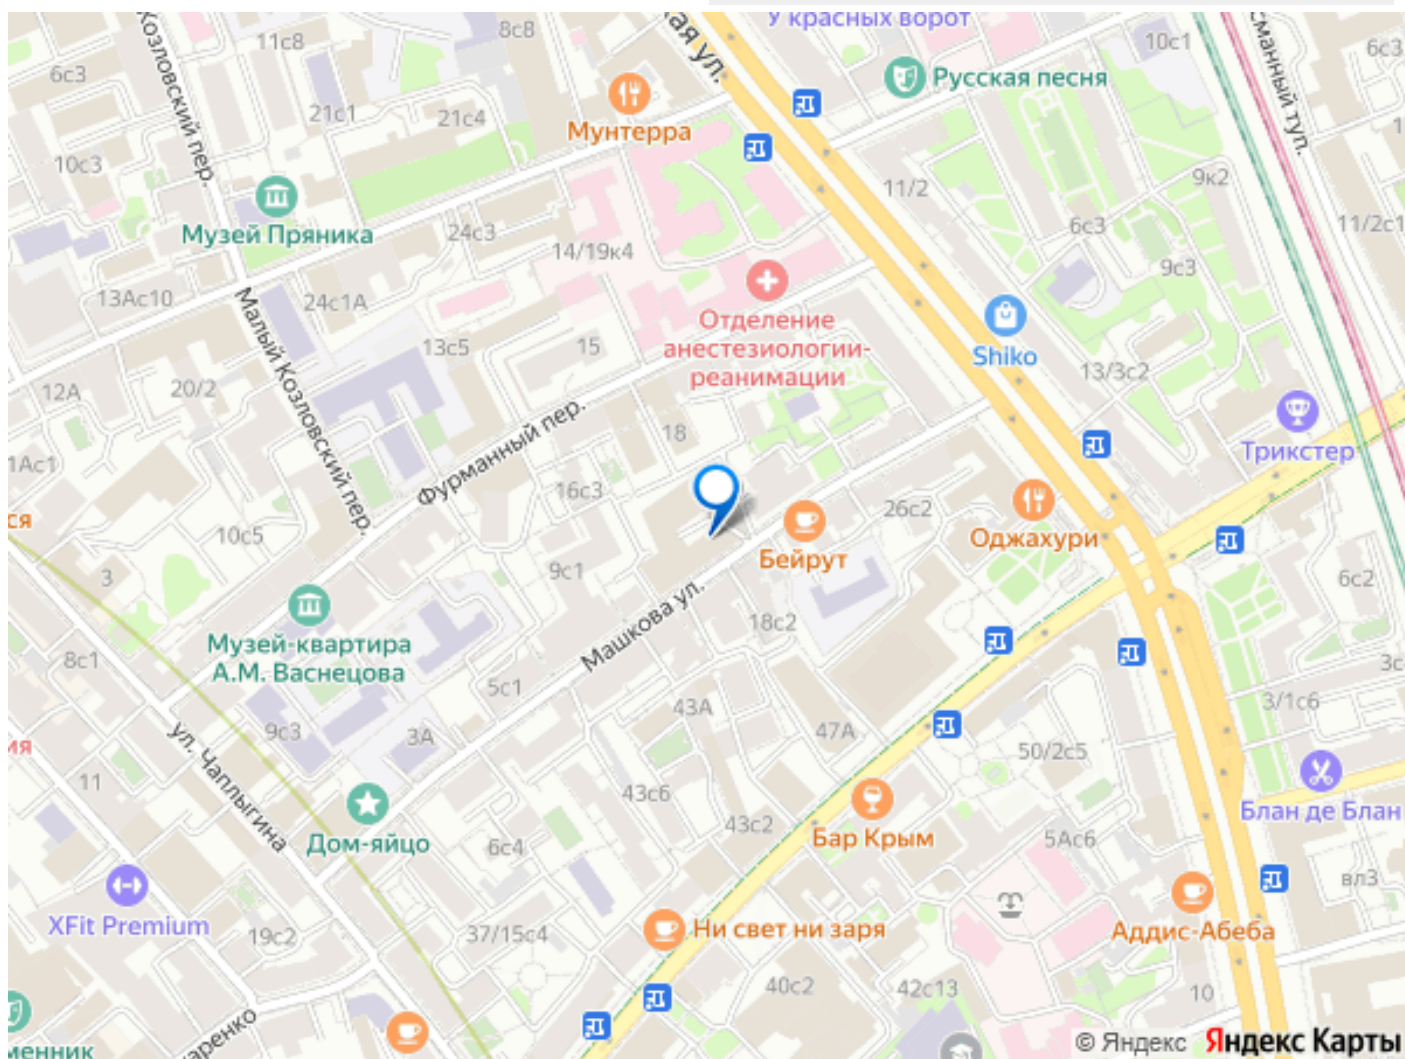 У красных ворот
ая ул.
Козловский пер.
11с8
8с8
10с1
сманный туп.
6с3
6с3
Русская песня
21с1
21с4
Мунтерра
10с3
11/2
9к2
Музей Пряника
24с3
14/19к4
6с3
11/2с1
9с3
13Ас10
24с1А
Малый Козловский пер.
Отделение
анестезиологии-
реанимации
13с5
15
Shiko
13/3с2
12А
20/2
Фурманный пер.
18
Трикстер
1Ас1
16с3
ся
10с5
26с2
Оджахури
Бейрут
3
9с1
6с2
Машкова ул.
18с2
Музей-квартира
А.М. Васнецова
8с1
5с1
3с
43А
3/1с6
ул. Чаплыгина
9с3
3А
47А
50/2с5
ия
11
43с6
Блан де Блан
Дом-яйцо
6с4
43с2
Бар Крым
5Ас6
вл3
XFit Premium
19с2
37/15с4
Ни свет ни заря
Аддис-Абеба
40с2
42с13
10
аренко
менник
© Яндекс Яндекс Карты